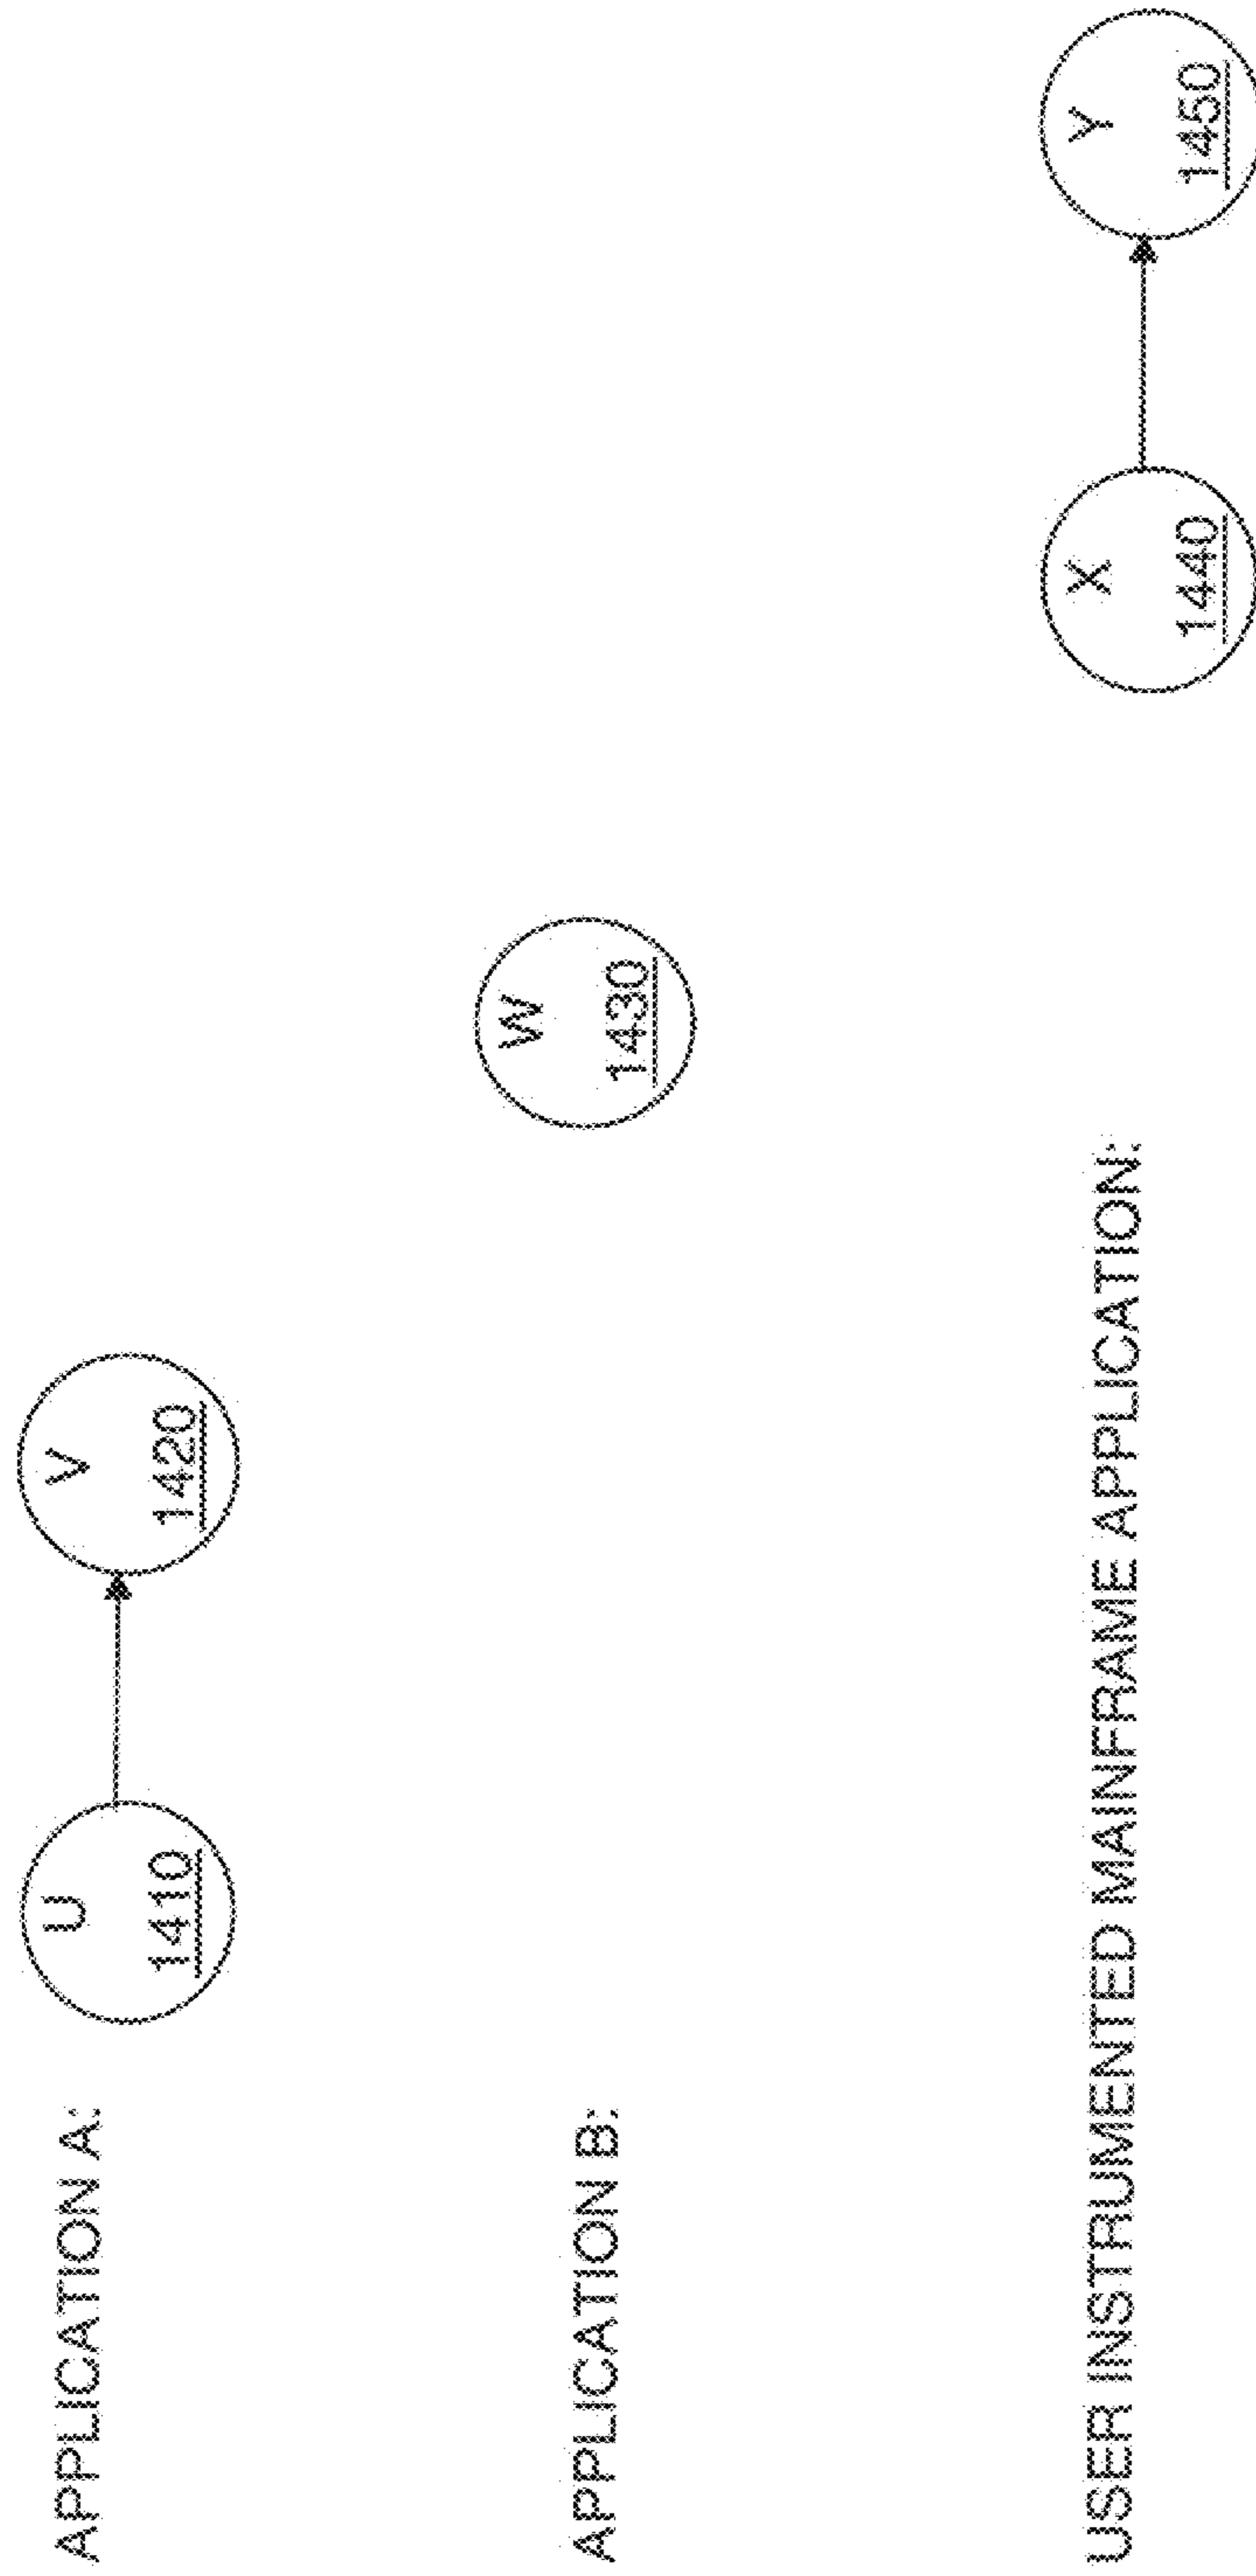 APPLICATION A:
U
1410
V
1420
APPLICATION B:
W
1430
USER INSTRUMENTED MAINFRAME APPLICATION:
X
1440
Y
1450